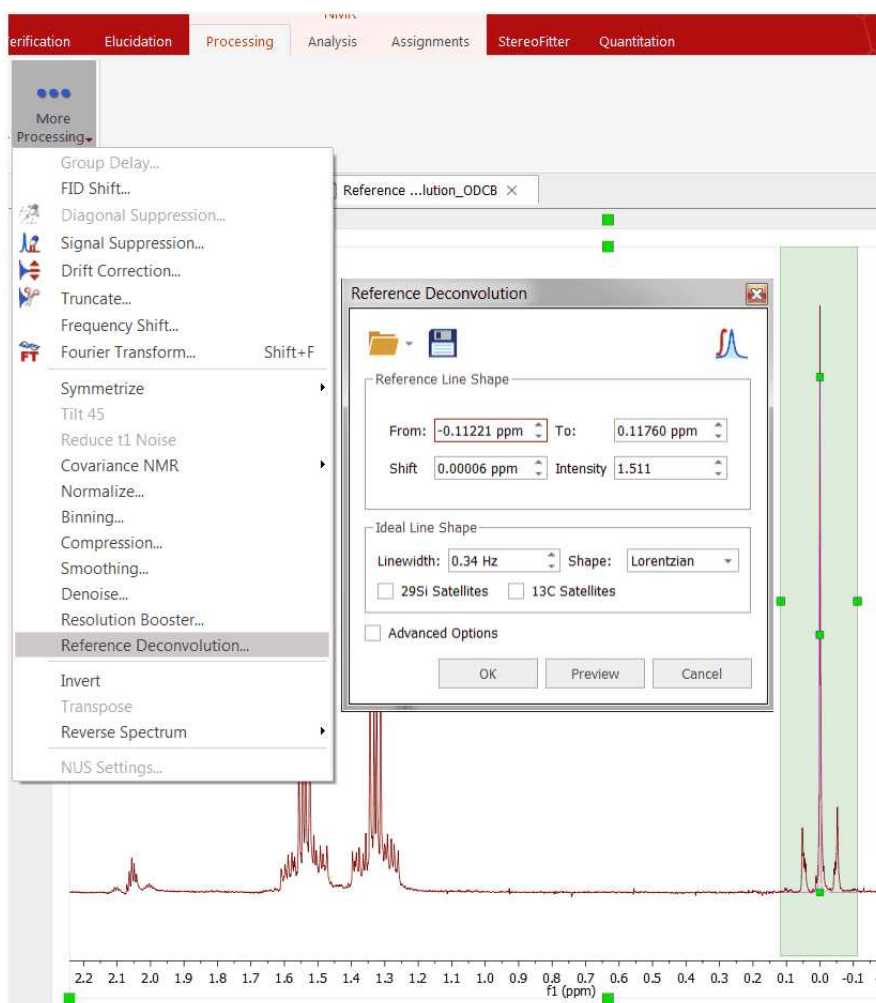 NMR
erification Elucidation Processing Analysis Assignments StereoFitter Quantitation
More
Processing
Group Delay...
FID Shift...
Reference ...lution_ODCB ×
Diagonal Suppression...
Signal Suppression...
Drift Correction...
Truncate...
Frequency Shift...
FT Fourier Transform... Shift+F
Symmetrize
Tilt 45
Reduce t1 Noise
Covariance NMR
Normalize...
Binning...
Compression...
Smoothing...
Denoise...
Resolution Booster...
Reference Deconvolution...
Invert
Transpose
Reverse Spectrum
NUS Settings...
Reference Deconvolution
Reference Line Shape
From: -0.11221 ppm To: 0.11760 ppm
Shift 0.00006 ppm Intensity 1.511
Ideal Line Shape
Linewidth: 0.34 Hz Shape: Lorentzian
29Si Satellites 13C Satellites
Advanced Options
OK Preview Cancel
2.2 2.1 2.0 1.9 1.8 1.7 1.6 1.5 1.4 1.3 1.2 1.1 1.0 0.9 0.8 0.7 0.6 0.5 0.4 0.3 0.2 0.1 0.0 -0.1
f1 (ppm)